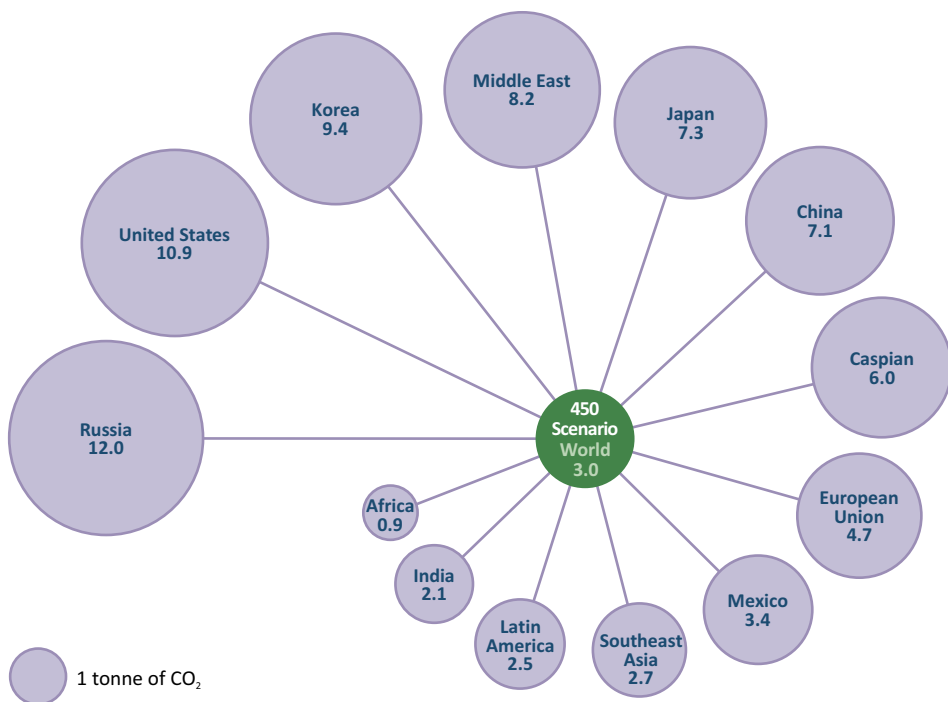 Middle East
8.2
Korea
9.4
Japan
7.3
China
7.1
United States
10.9
Caspian
6.0
450
Scenario
World
3.0
Russia
12.0
European
Union
4.7
Africa
0.9
India
2.1
Mexico
3.4
Latin
America
2.5
Southeast
Asia
2.7
1 tonne of CO₂